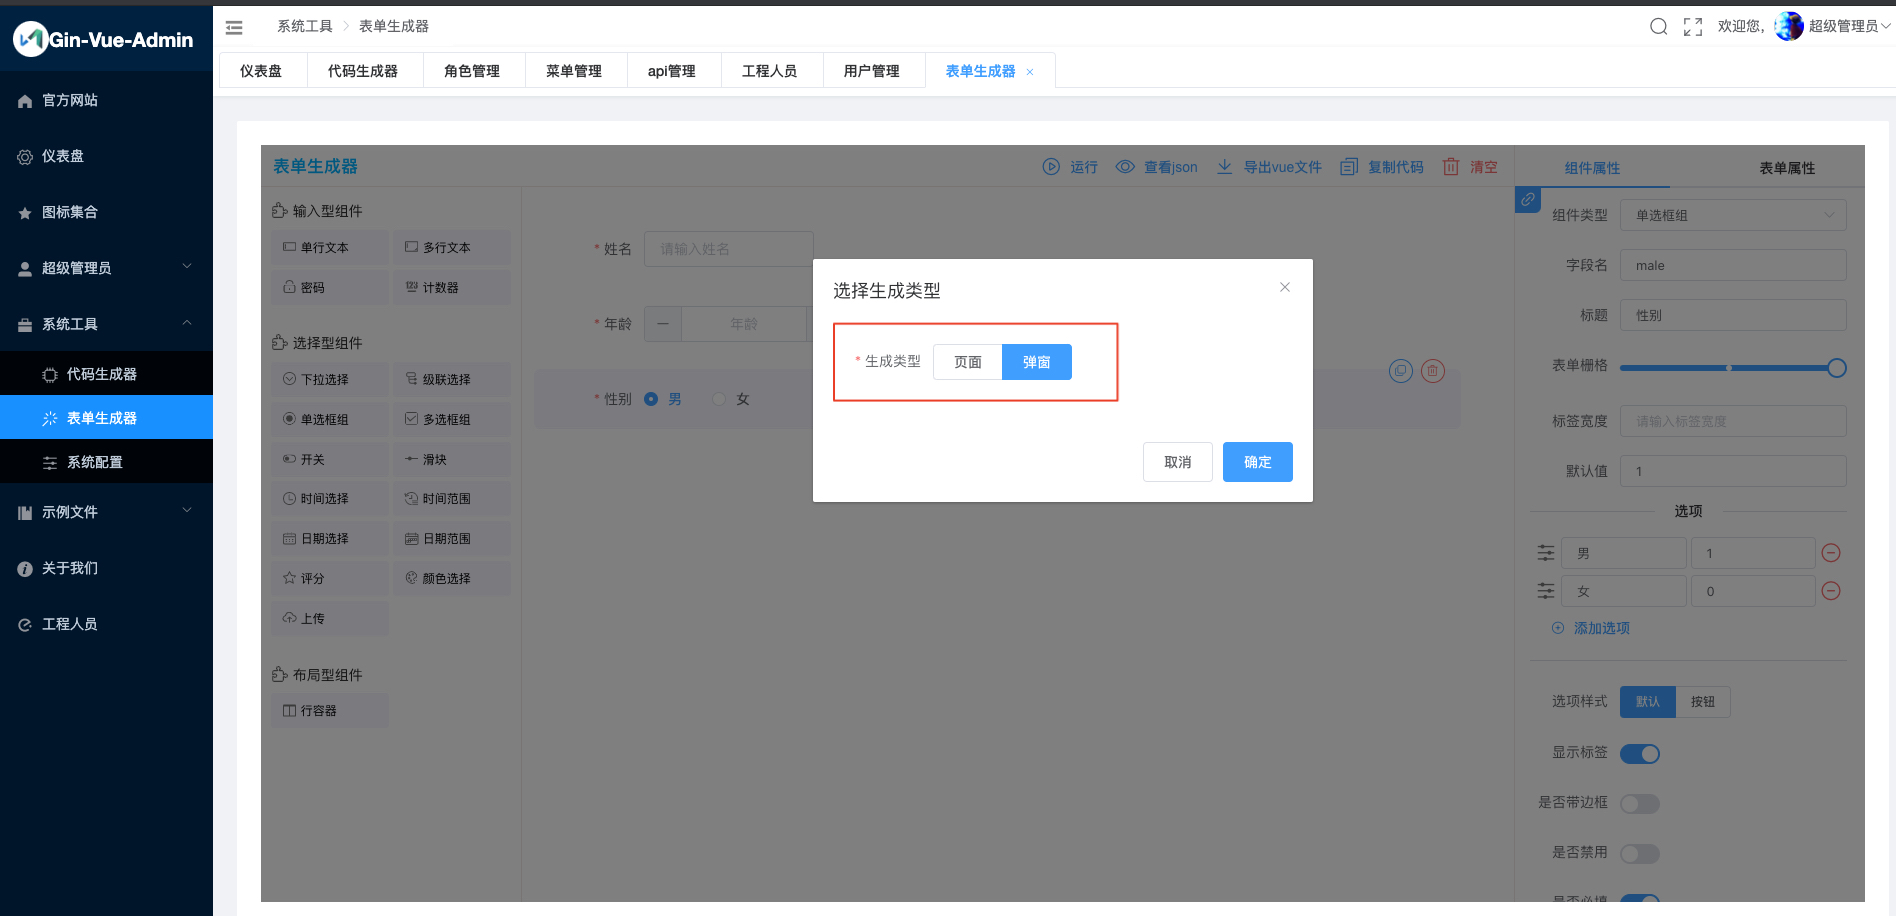 Gin-Vue-Admin
官方网站
仪表盘
图标集合
超级管理员
系统工具
代码生成器
表单生成器
系统配置
示例文件
关于我们
工程人员
系统工具 > 表单生成器
欢迎您, 超级管理员
仪表盘 代码生成器 角色管理 菜单管理 api管理 工程人员 用户管理 表单生成器 ×
表单生成器
运行 查看json 导出vue文件 复制代码 清空
输入型组件
单行文本 多行文本
密码 计数器
选择型组件
下拉选择 级联选择
单选框组 多选框组
开关 滑块
时间选择 时间范围
日期选择 日期范围
评分 颜色选择
上传
布局型组件
行容器
* 姓名 请输入姓名
* 年龄 年龄
* 性别 男 女
选择生成类型
* 生成类型 页面 弹窗
取消 确定
组件属性 表单属性
组件类型 单选框组
字段名 male
标题 性别
表单栅格
标签宽度 请输入标签宽度
默认值 1
选项
男 1
女 0
添加选项
选项样式 默认 按钮
显示标签
是否带边框
是否禁用
是否必填